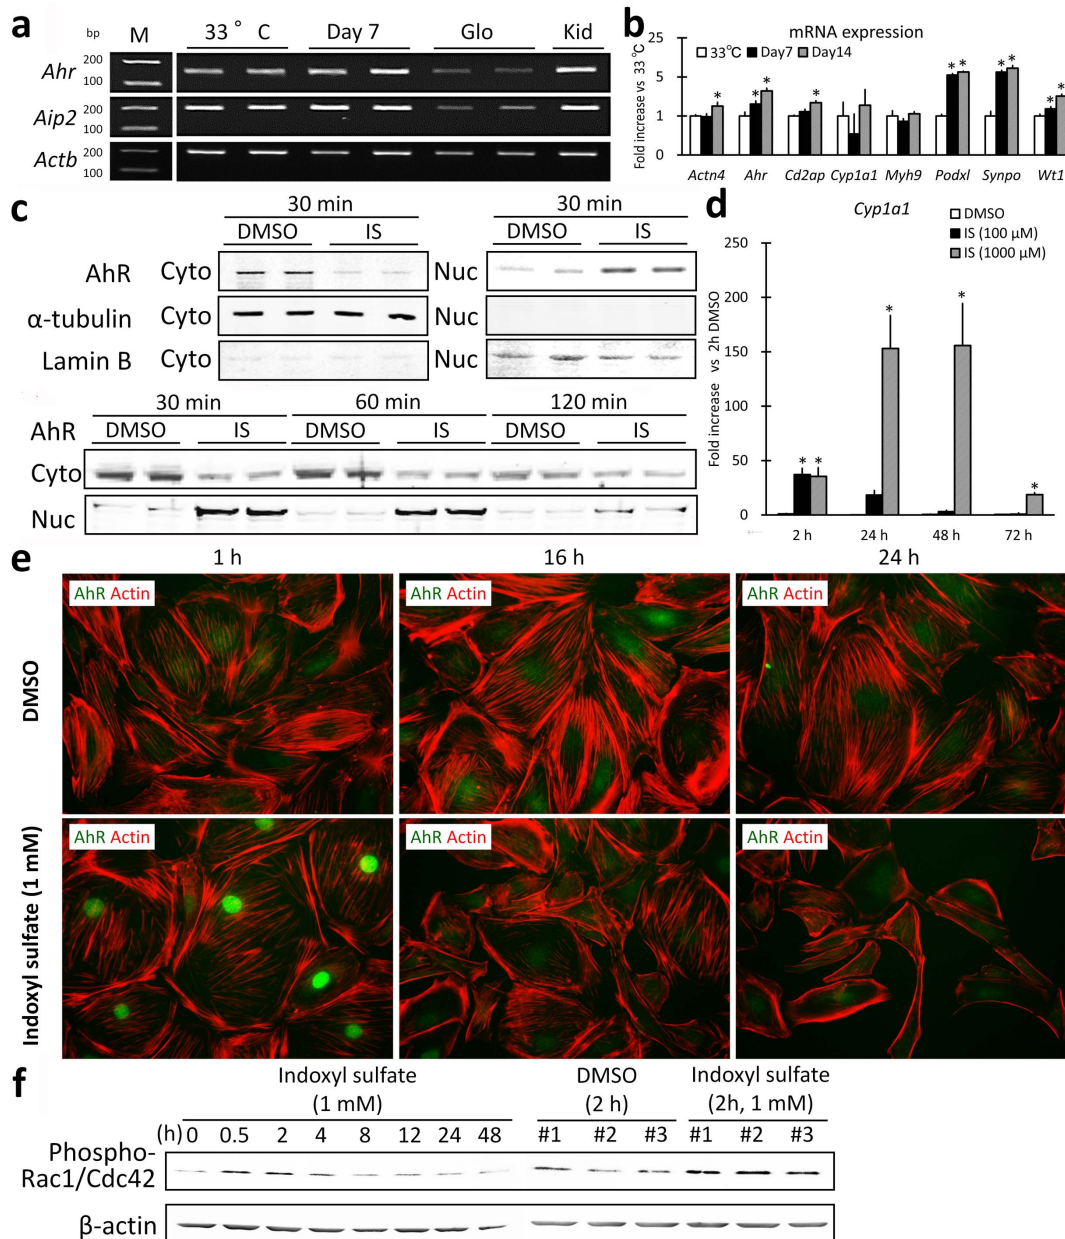 a
bp M 33 ° C Day 7 Glo Kid
Ahr 200
100
Aip2 200
100
Actb 200
100
b
mRNA expression
Fold increase vs 33 °C
33°C Day7 Day14
25
5
1
0
* * * * * * * * * * *
Actn4 Ahr Cd2ap Cyp1a1 Myh9 Podxl Synpo Wt1
c
30 min 30 min
DMSO IS DMSO IS
AhR Cyto Nuc
α-tubulin Cyto Nuc
Lamin B Cyto Nuc
30 min 60 min 120 min
AhR DMSO IS DMSO IS DMSO IS
Cyto
Nuc
d
Cyp1a1
DMSO
IS (100 µM)
IS (1000 µM)
Fold increase vs 2h DMSO
250
200
150
100
50
0
* * * * *
2 h 24 h 48 h 72 h
e
1 h 16 h 24 h
DMSO
AhR Actin AhR Actin AhR Actin
Indoxyl sulfate (1 mM)
AhR Actin AhR Actin AhR Actin
f
Indoxyl sulfate DMSO Indoxyl sulfate
(1 mM) (2 h) (2h, 1 mM)
(h) 0 0.5 2 4 8 12 24 48 #1 #2 #3 #1 #2 #3
Phospho-
Rac1/Cdc42
β-actin